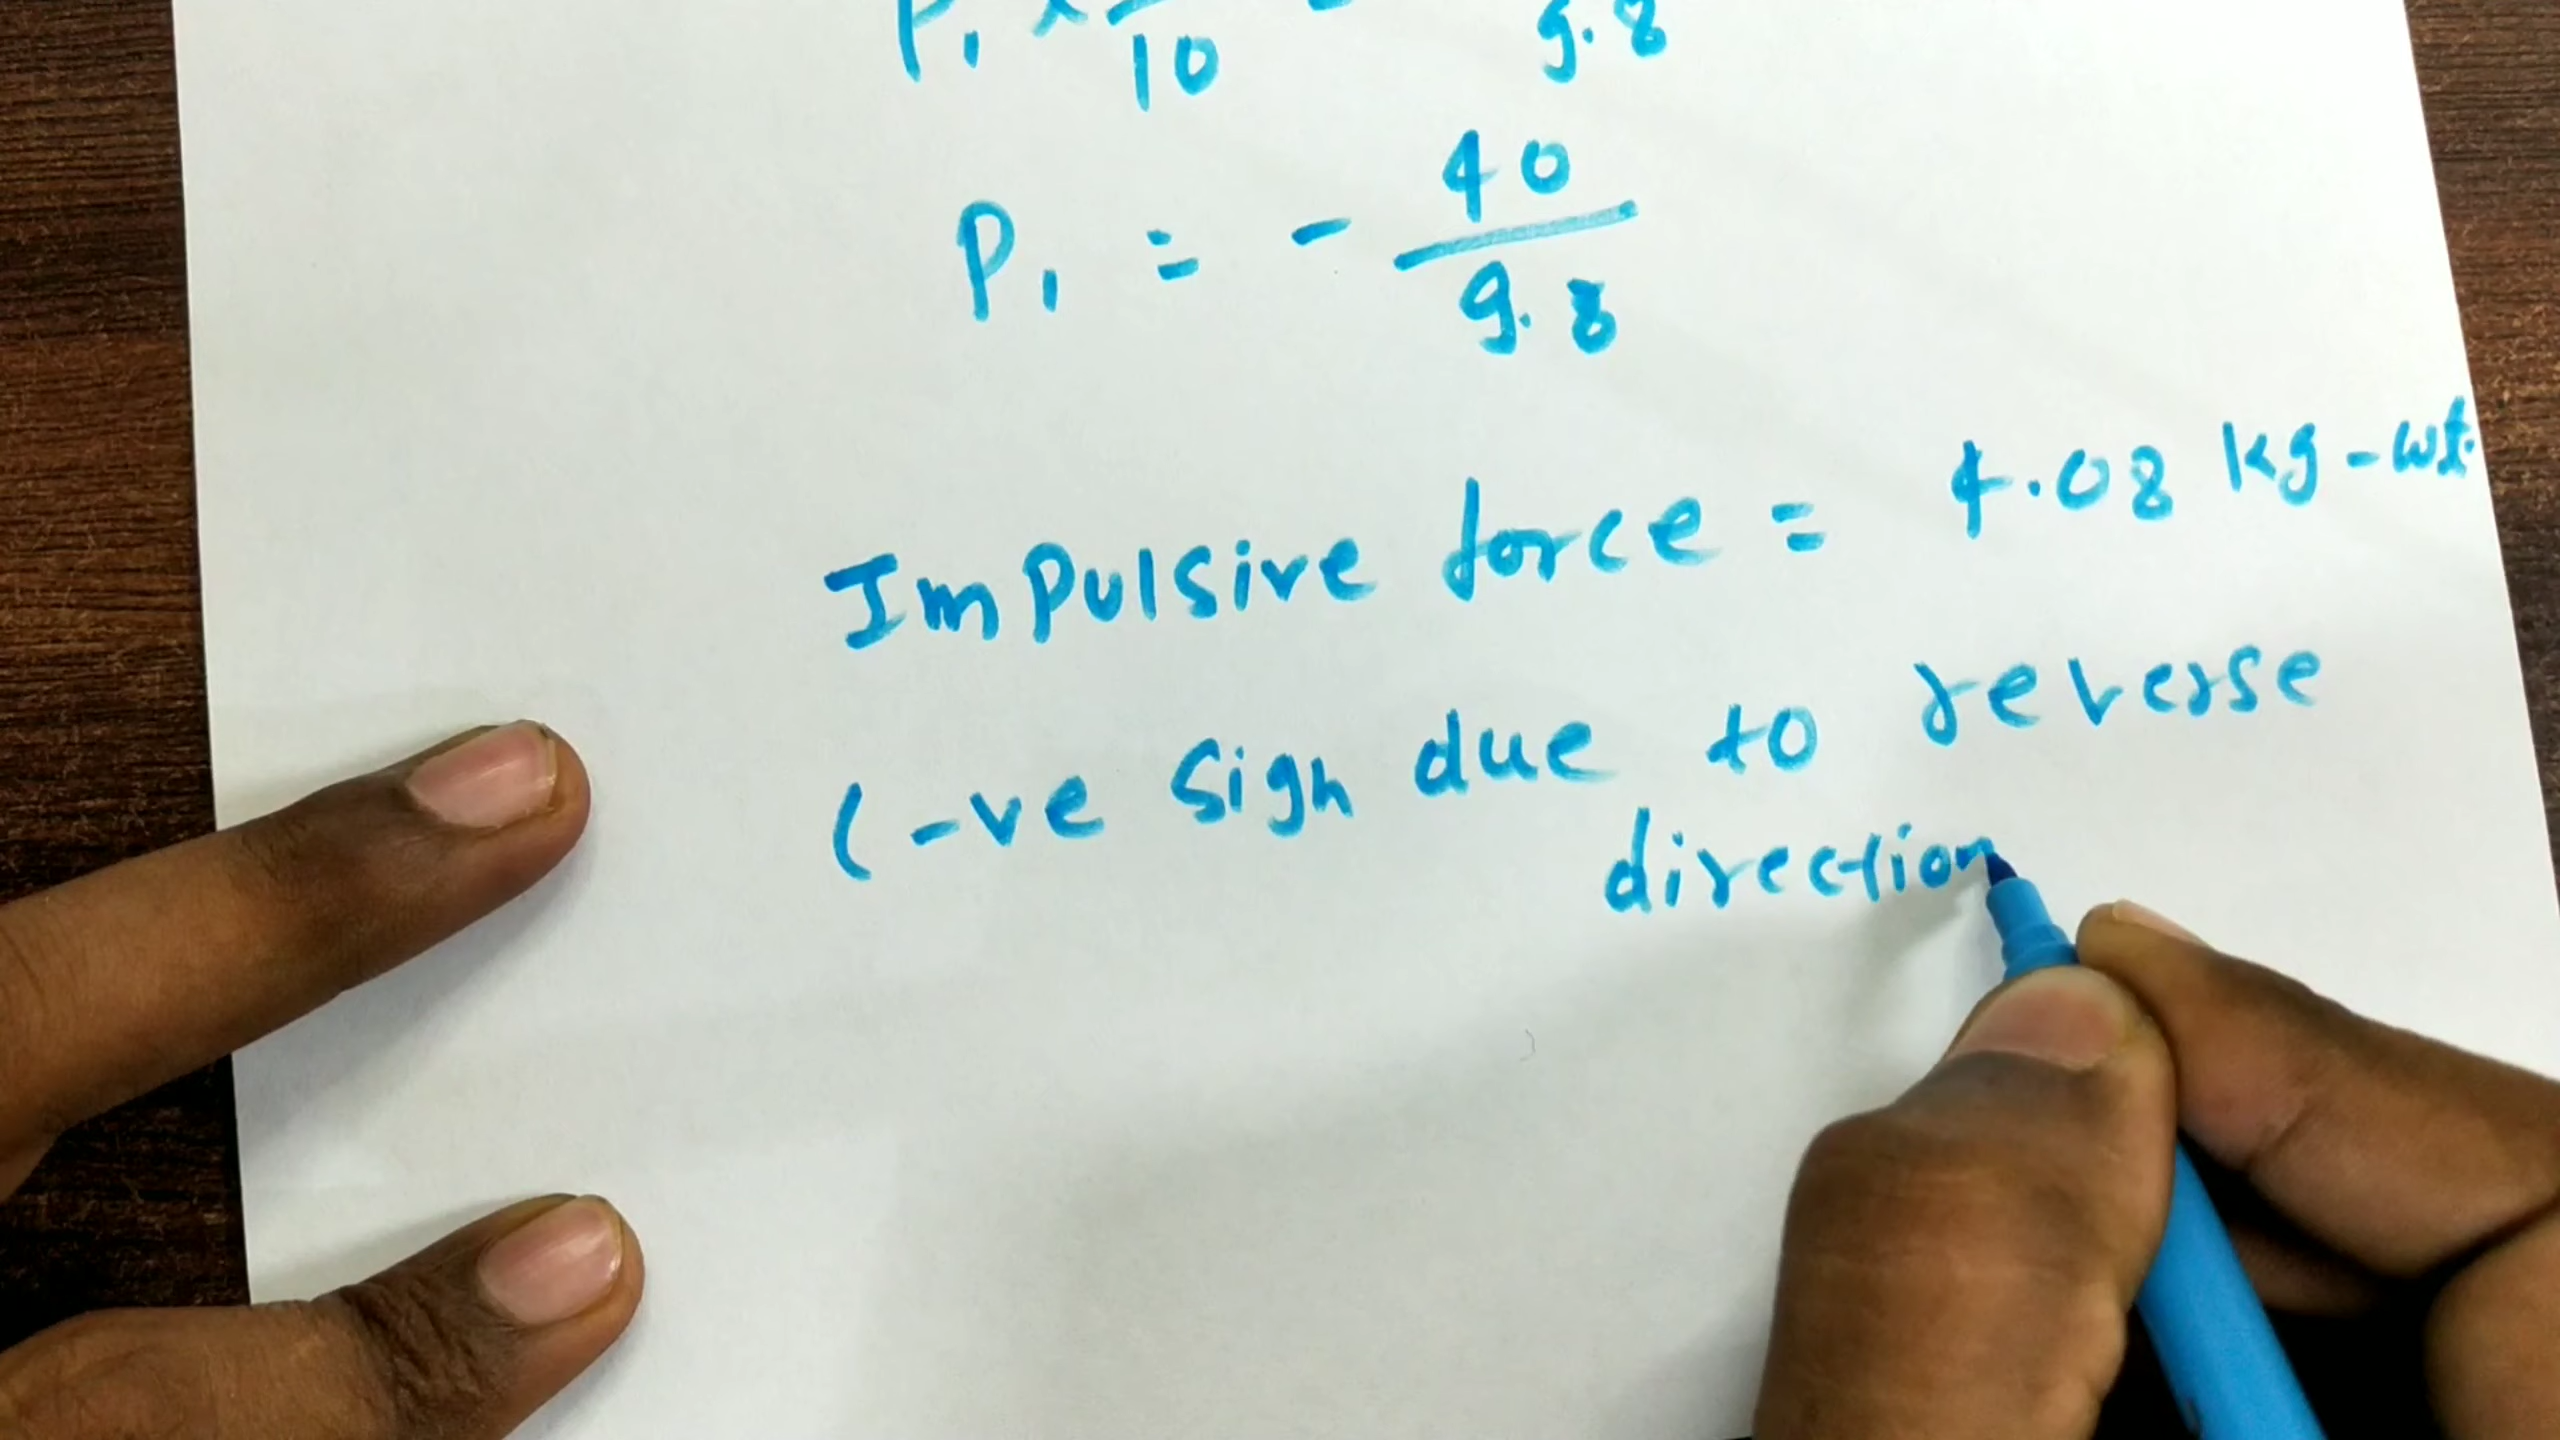 10 9.8
P₁ = - 40
9.8
Impulsive force = 4.08 kg-wt.
(-ve sign due to reverse
direction